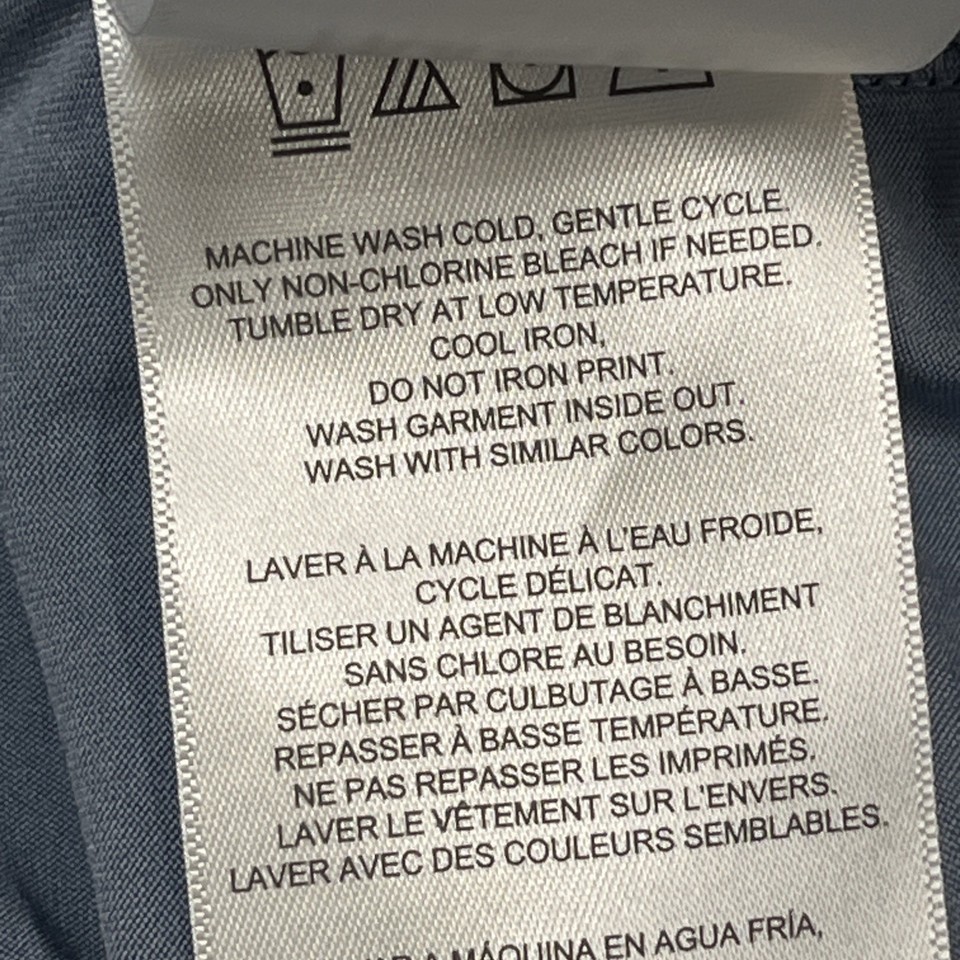 MACHINE WASH COLD, GENTLE CYCLE.
ONLY NON-CHLORINE BLEACH IF NEEDED.
TUMBLE DRY AT LOW TEMPERATURE.
COOL IRON,
DO NOT IRON PRINT.
WASH GARMENT INSIDE OUT.
WASH WITH SIMILAR COLORS.
LAVER À LA MACHINE À L'EAU FROIDE,
CYCLE DÉLICAT.
TILISER UN AGENT DE BLANCHIMENT
SANS CHLORE AU BESOIN.
SÉCHER PAR CULBUTAGE À BASSE.
REPASSER À BASSE TEMPÉRATURE.
NE PAS REPASSER LES IMPRIMÉS.
LAVER LE VÊTEMENT SUR L'ENVERS.
LAVER AVEC DES COULEURS SEMBLABLES.
A MÁQUINA EN AGUA FRÍA,